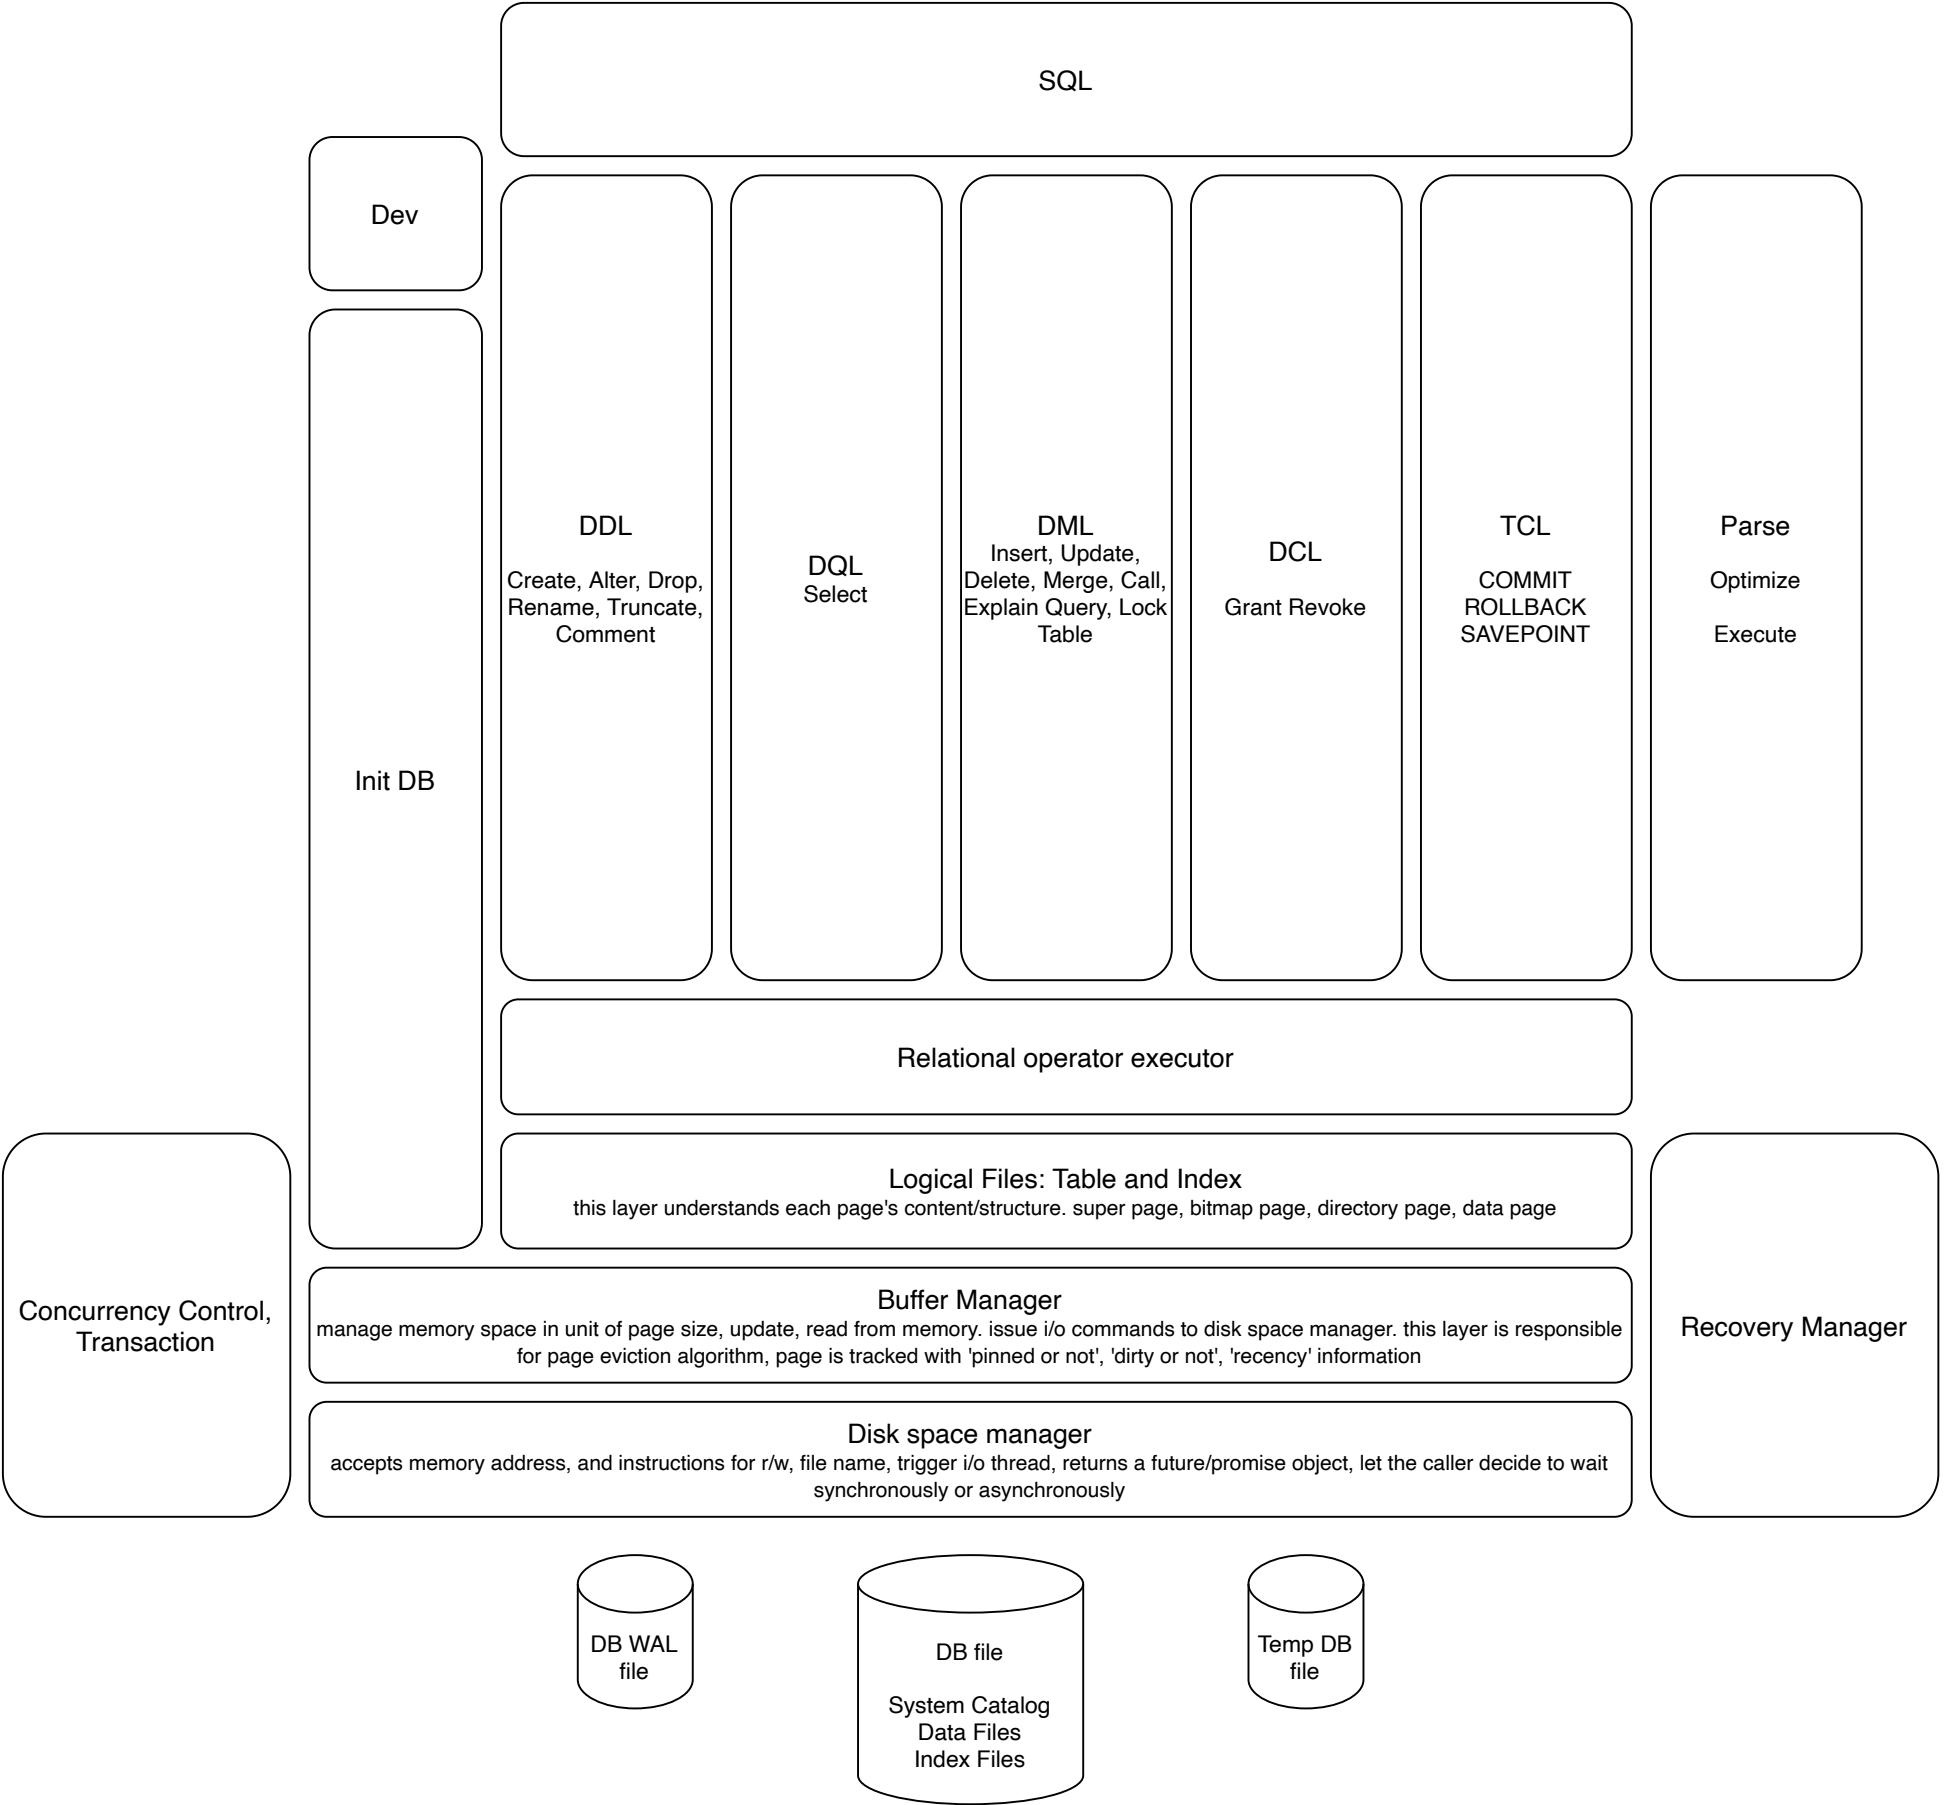 SQL
Dev
DDL
Create, Alter, Drop,
Rename, Truncate,
Comment
DQL
Select
DML
Insert, Update,
Delete, Merge, Call,
Explain Query, Lock
Table
DCL
Grant Revoke
TCL
COMMIT
ROLLBACK
SAVEPOINT
Parse
Optimize
Execute
Init DB
Relational operator executor
Logical Files: Table and Index
this layer understands each page's content/structure. super page, bitmap page, directory page, data page
Concurrency Control,
Transaction
Buffer Manager
manage memory space in unit of page size, update, read from memory. issue i/o commands to disk space manager. this layer is responsible
for page eviction algorithm, page is tracked with 'pinned or not', 'dirty or not', 'recency' information
Recovery Manager
Disk space manager
accepts memory address, and instructions for r/w, file name, trigger i/o thread, returns a future/promise object, let the caller decide to wait
synchronously or asynchronously
DB WAL
file
DB file
System Catalog
Data Files
Index Files
Temp DB
file